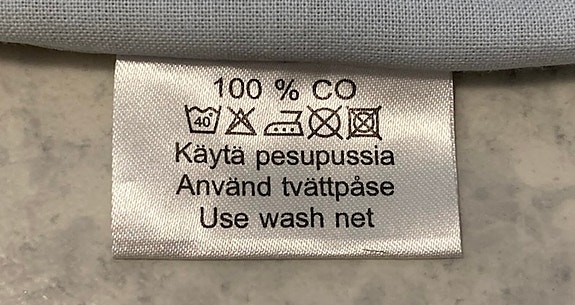 100 % CO
40
Käytä pesupussia
Använd tvättpåse
Use wash net